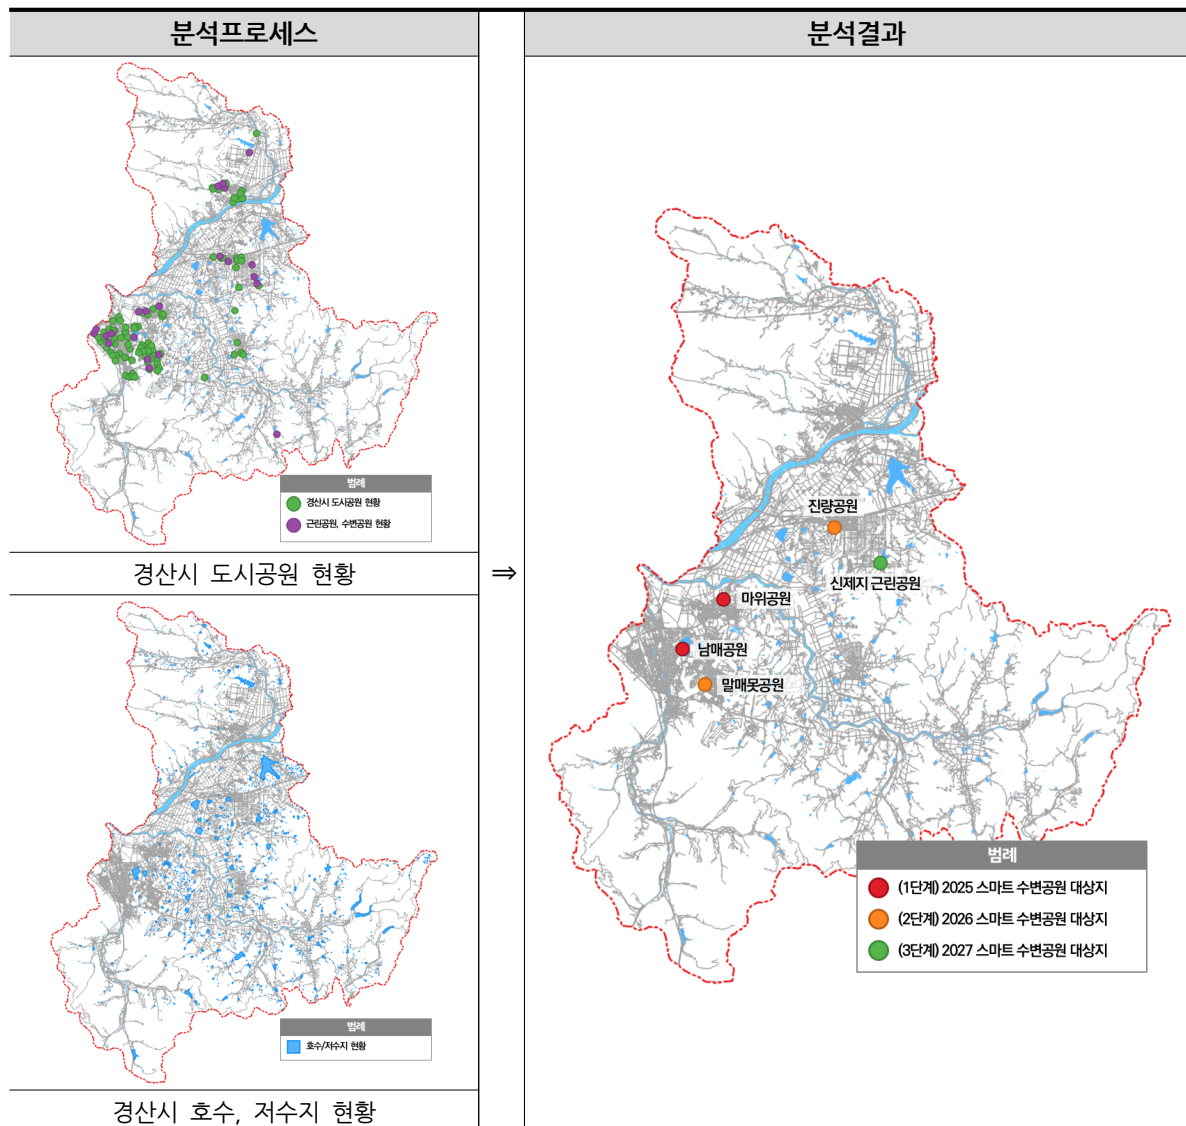 분석프로세스
분석결과
범례
경산시 도시공원 현황
근린공원, 수변공원 현황
경산시 도시공원 현황
⇒
범례
호수/저수지 현황
경산시 호수, 저수지 현황
진량공원
신제지 근린공원
마위공원
남매공원
말매못공원
범례
(1단계) 2025 스마트 수변공원 대상지
(2단계) 2026 스마트 수변공원 대상지
(3단계) 2027 스마트 수변공원 대상지